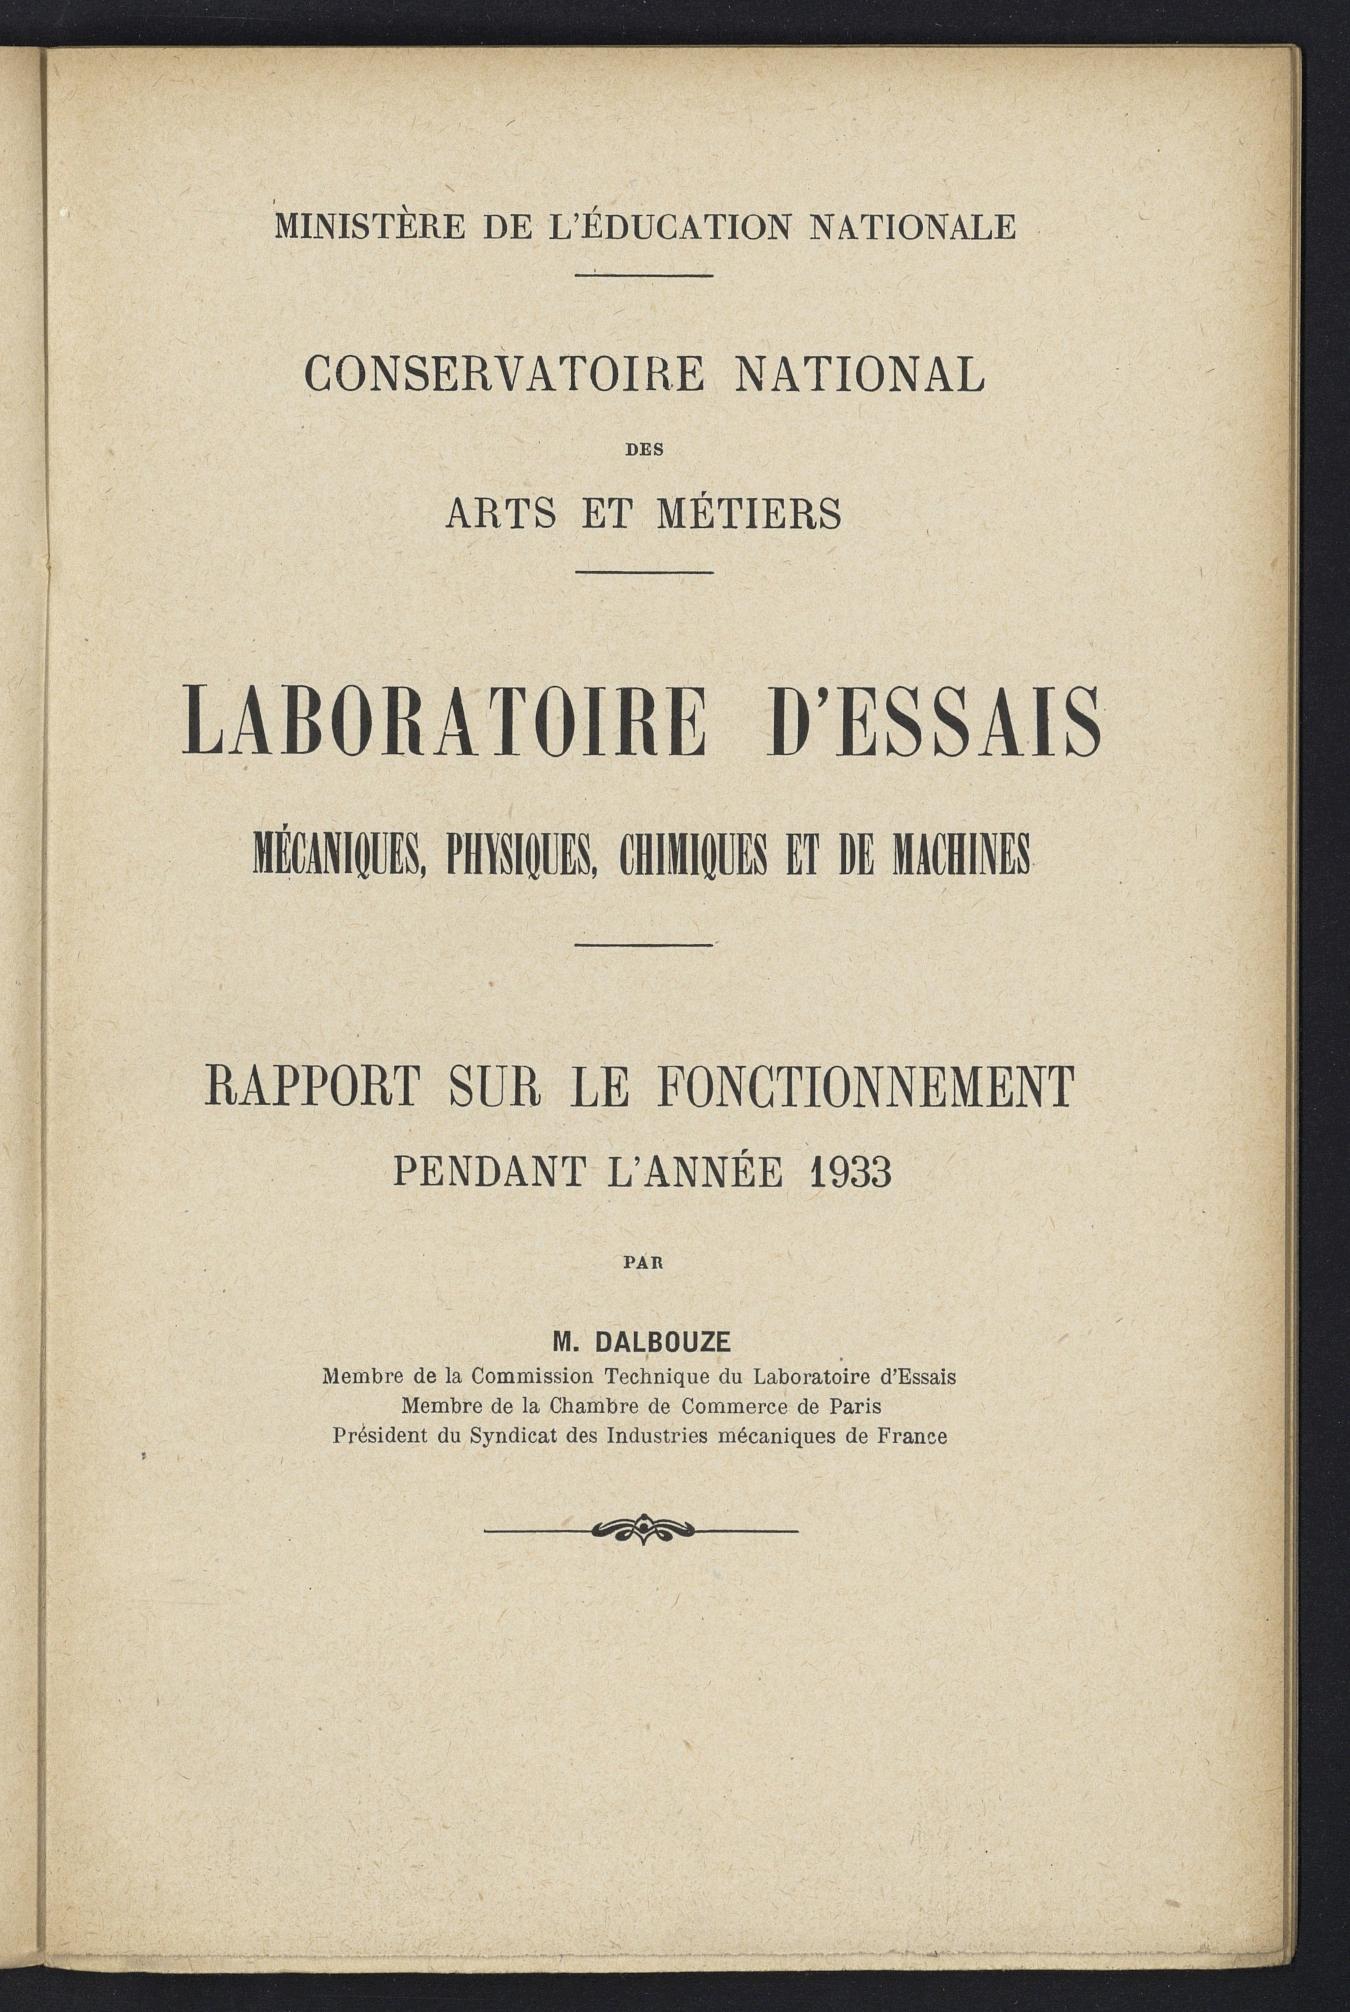 MINISTÈRE DE L'ÉDUCATION NATIONALE
CONSERVATOIRE NATIONAL
DES
ARTS ET MÉTIERS
LABORATOIRE D'ESSAIS
MÉCANIQUES, PHYSIQUES, CHIMIQUES ET DE MACHINES
RAPPORT SUR LE FONCTIONNEMENT
PENDANT L'ANNÉE 1933
PAR
M. DALBOUZE
Membre de la Commission Technique du Laboratoire d'Essais
Membre de la Chambre de Commerce de Paris
Président du Syndicat des Industries mécaniques de France